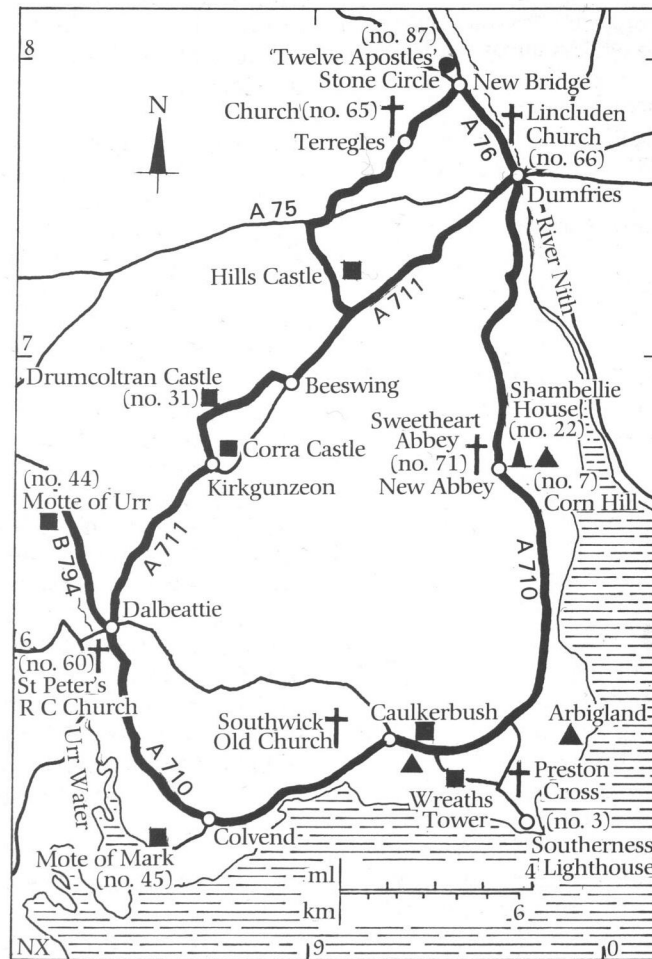 8
(no. 87)
'Twelve Apostles'
Stone Circle
New Bridge
N
Church (no. 65)
Terregles
A 76
Lincluden
Church
(no. 66)
Dumfries
A 75
River Nith
Hills Castle
A 711
7
Drumcoltran Castle
(no. 31)
Beeswing
Shambellie
House
(no. 22)
Sweetheart
Abbey
(no. 71)
New Abbey
(no. 7)
Corn Hill
Corra Castle
Kirkgunzeon
(no. 44)
Motte of Urr
B 794
A 711
A 710
Dalbeattie
6
(no. 60)
St Peter's
R C Church
Southwick
Old Church
Caulkerbush
Arbigland
Urr Water
A 710
Wreaths
Tower
Preston
Cross
Colvend
(no. 3)
Southerness
Lighthouse
Mote of Mark
(no. 45)
ml
4
km
6
NX
9
0